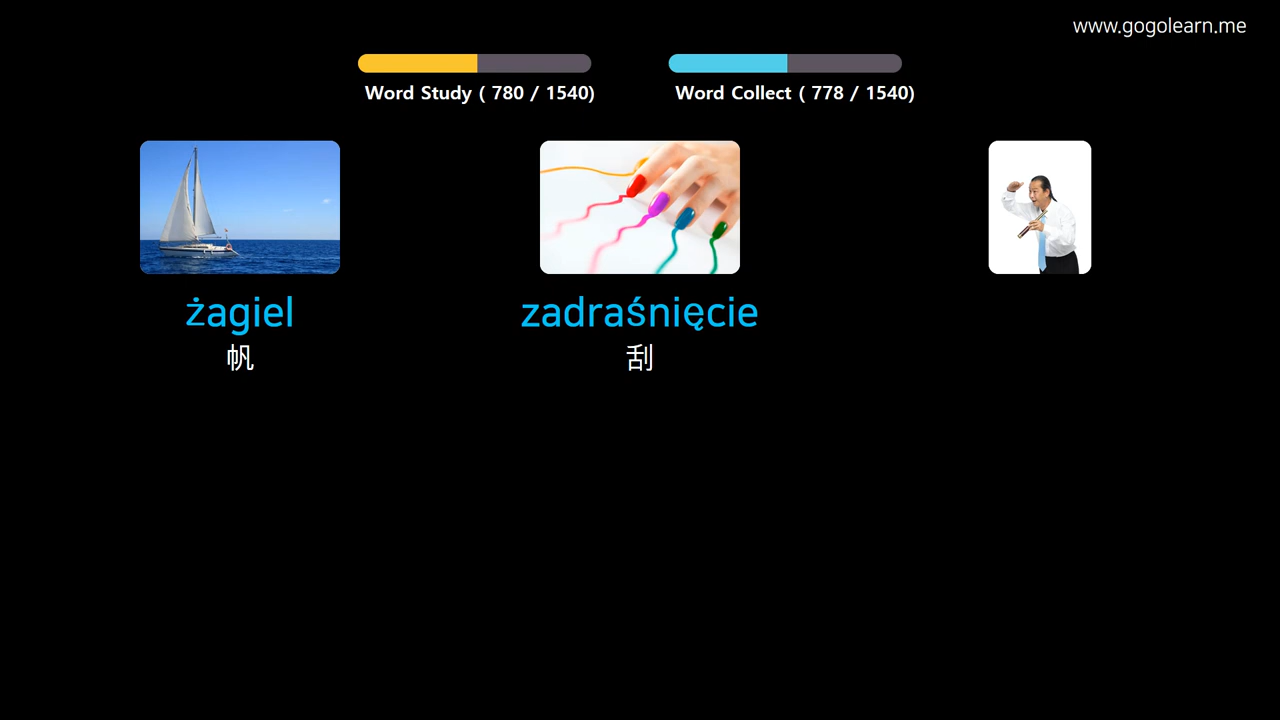 www.gogolearn.me
Word Study ( 780 / 1540)
Word Collect ( 778 / 1540)
żagiel
帆
zadraśnięcie
刮